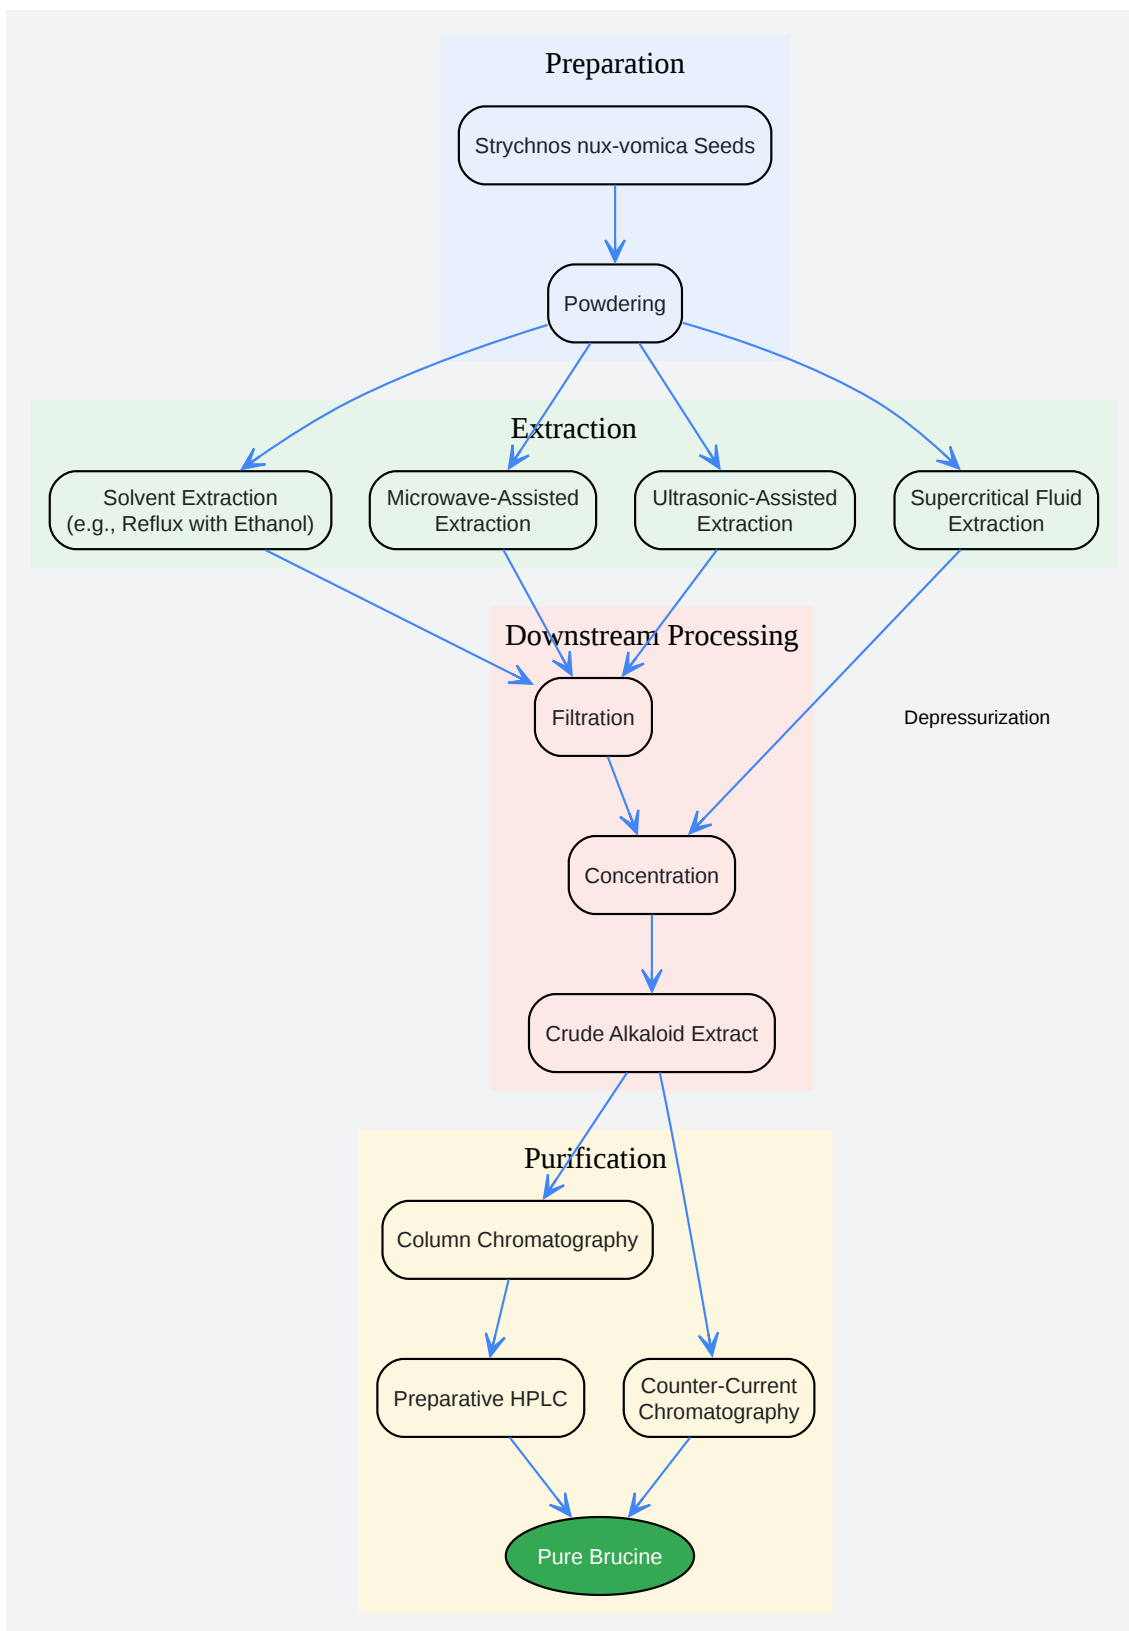 Preparation
Strychnos nux-vomica Seeds
Powdering
Extraction
Solvent Extraction
(e.g., Reflux with Ethanol)
Microwave-Assisted
Extraction
Ultrasonic-Assisted
Extraction
Supercritical Fluid
Extraction
Downstream Processing
Filtration
Depressurization
Concentration
Crude Alkaloid Extract
Purification
Column Chromatography
Preparative HPLC
Counter-Current
Chromatography
Pure Brucine